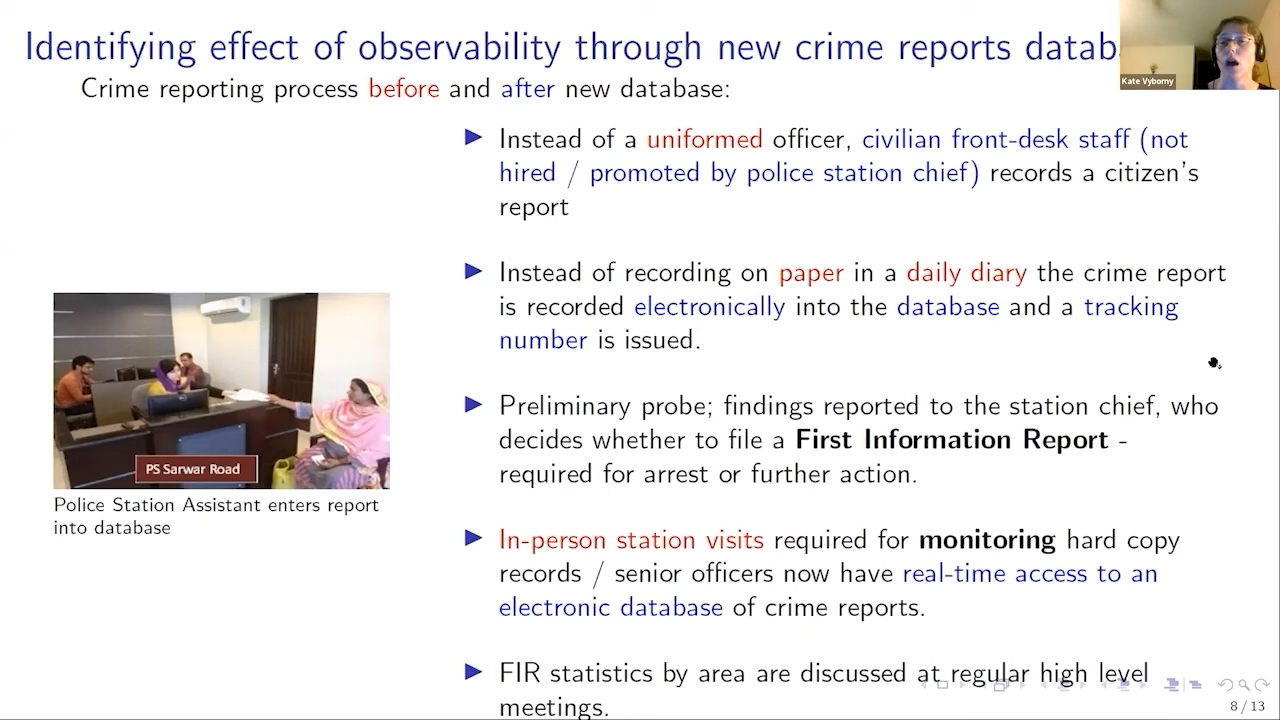 Identifying effect of observability through new crime reports datab
Kate Vyborny
Crime reporting process before and after new database:
Instead of a uniformed officer, civilian front-desk staff (not
hired / promoted by police station chief) records a citizen's
report
Instead of recording on paper in a daily diary the crime report
is recorded electronically into the database and a tracking
number is issued.
PS Sarwar Road
Police Station Assistant enters report
into database
Preliminary probe; findings reported to the station chief, who
decides whether to file a First Information Report -
required for arrest or further action.
In-person station visits required for monitoring hard copy
records / senior officers now have real-time access to an
electronic database of crime reports.
FIR statistics by area are discussed at regular high level
meetings.
8 / 13